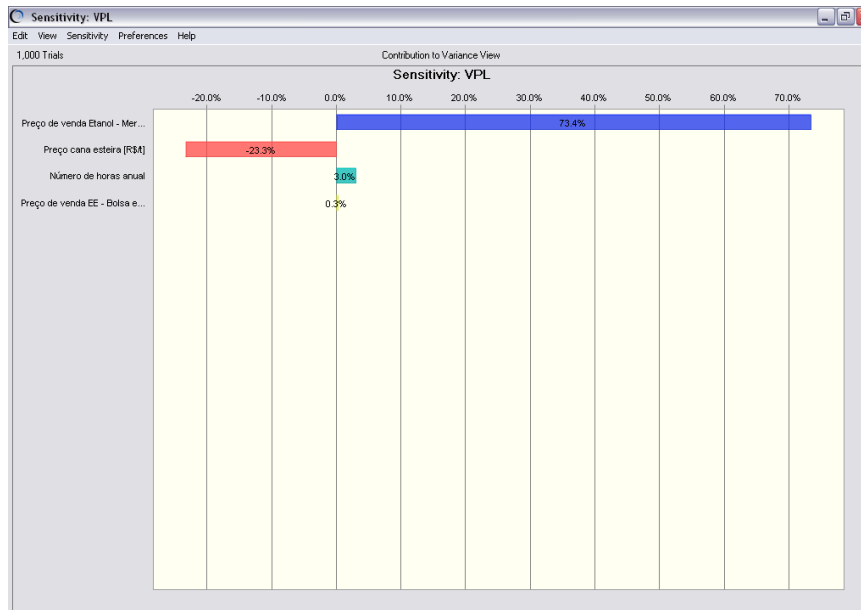 Sensitivity: VPL
Edit View Sensitivity Preferences Help
1,000 Trials Contribution to Variance View
Sensitivity: VPL
-20.0% -10.0% 0.0% 10.0% 20.0% 30.0% 40.0% 50.0% 60.0% 70.0%
Preço de venda Etanol - Mer... 73.4%
Preço cana esteira [R$/t] -23.3%
Número de horas anual 3.0%
Preço de venda EE - Bolsa e... 0.3%